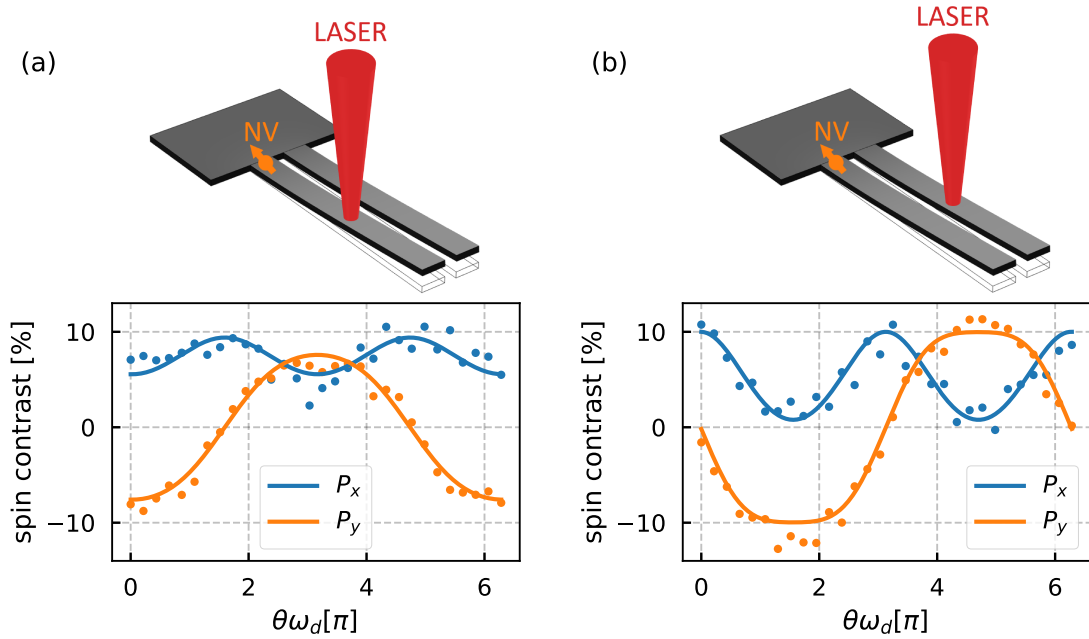 (a)
LASER
NV
spin contrast [%]
10
0
−10
P_x
P_y
0
2
4
6
θω_d[π]
(b)
LASER
NV
spin contrast [%]
10
0
−10
P_x
P_y
0
2
4
6
θω_d[π]